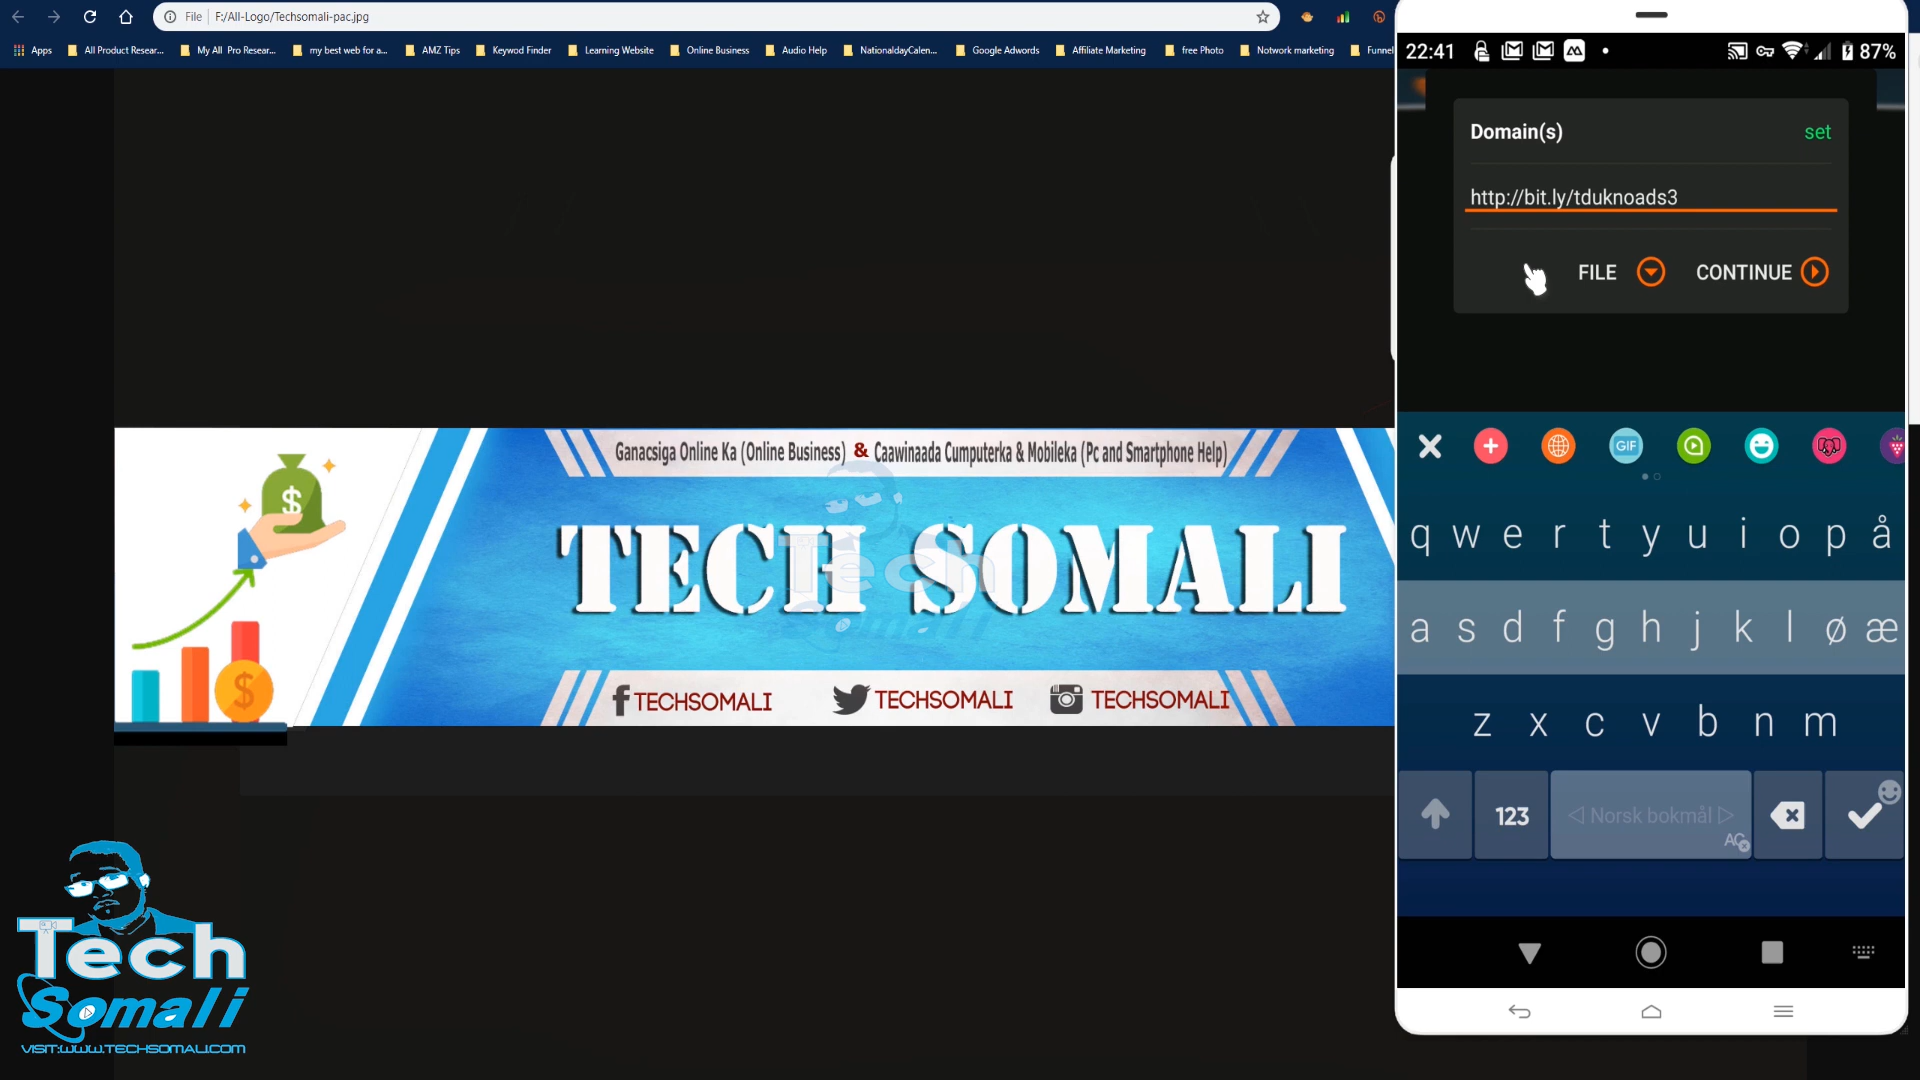 File F:/All-Logo/Techsomali-pac.jpg
Apps All Product Resear... My All Pro Resear... my best web for a... AMZ Tips Keywod Finder Learning Website Online Business Audio Help NationaldayCalen... Google Adwords Affiliate Marketing free Photo Notwork marketing Funnel
Ganacsiga Online Ka (Online Business) & Caawinaada Cumputerka & Mobileka (Pc and Smartphone Help)
TECH SOMALI
Tech
Somali
TECHSOMALI TECHSOMALI TECHSOMALI
Tech
Somali
VISIT:WWW.TECHSOMALI.COM
22:41 87%
Domain(s) set
http://bit.ly/tduknoads3
FILE CONTINUE
GIF
q w e r t y u i o p å
a s d f g h j k l ø æ
z x c v b n m
123 Norsk bokmål